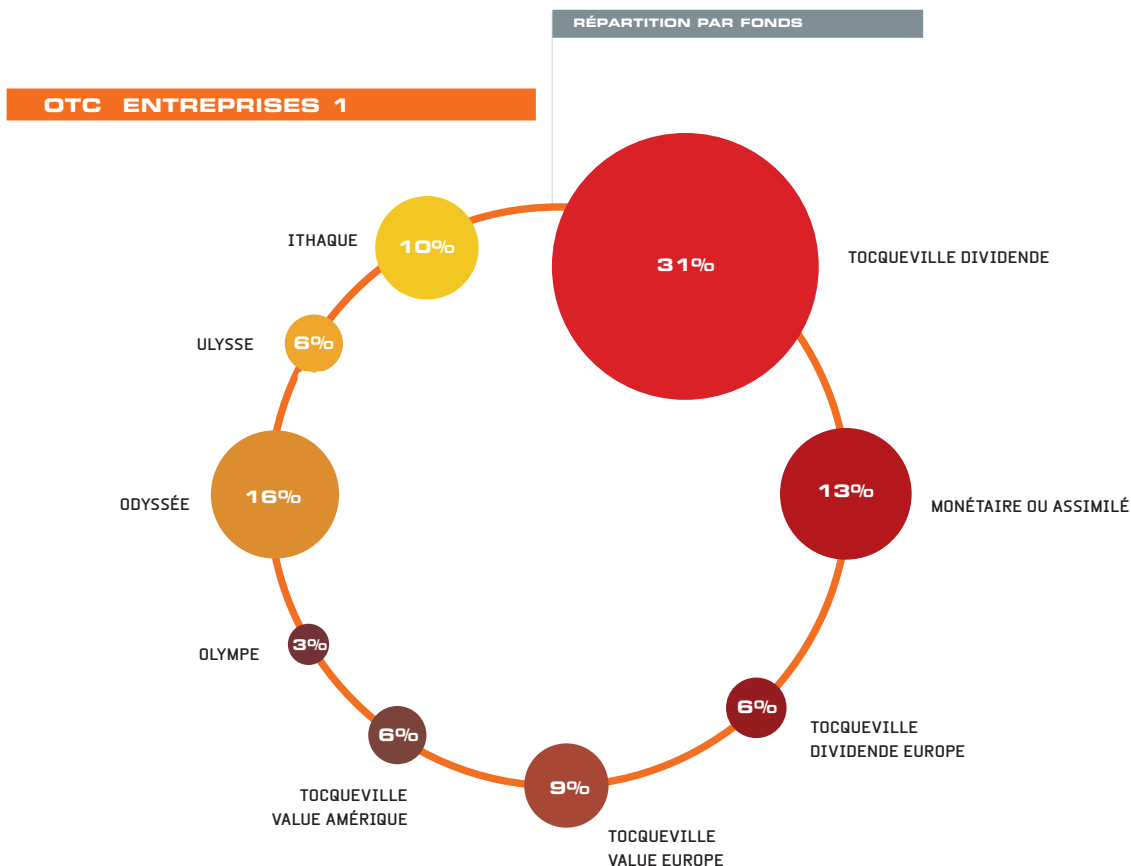 RÉPARTITION PAR FONDS
OTC ENTREPRISES 1
31%
TOCQUEVILLE DIVIDENDE
13%
MONÉTAIRE OU ASSIMILÉ
6%
TOCQUEVILLE
DIVIDENDE EUROPE
9%
TOCQUEVILLE
VALUE EUROPE
6%
TOCQUEVILLE
VALUE AMÉRIQUE
3%
OLYMPE
16%
ODYSSÉE
6%
ULYSSE
10%
ITHAQUE